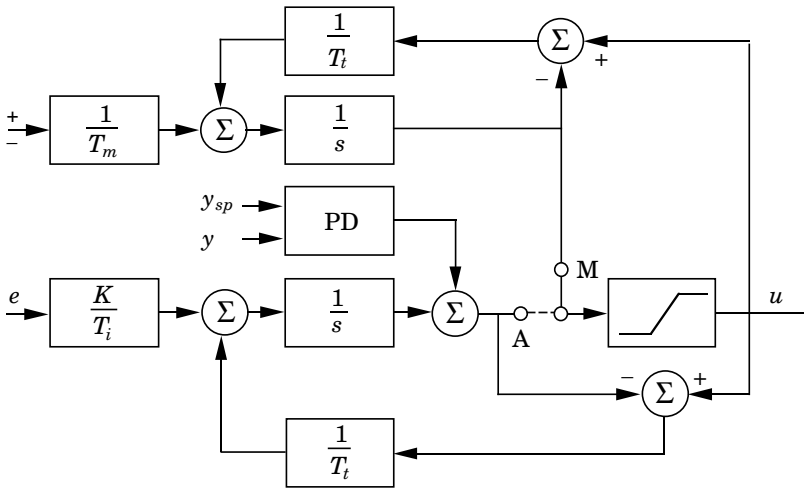 1
T_t
Σ
+
−
+
−
1
T_m
Σ
1
s
y_sp
y
PD
M
e
K
T_i
Σ
1
s
Σ
A
u
−
Σ
+
1
T_t